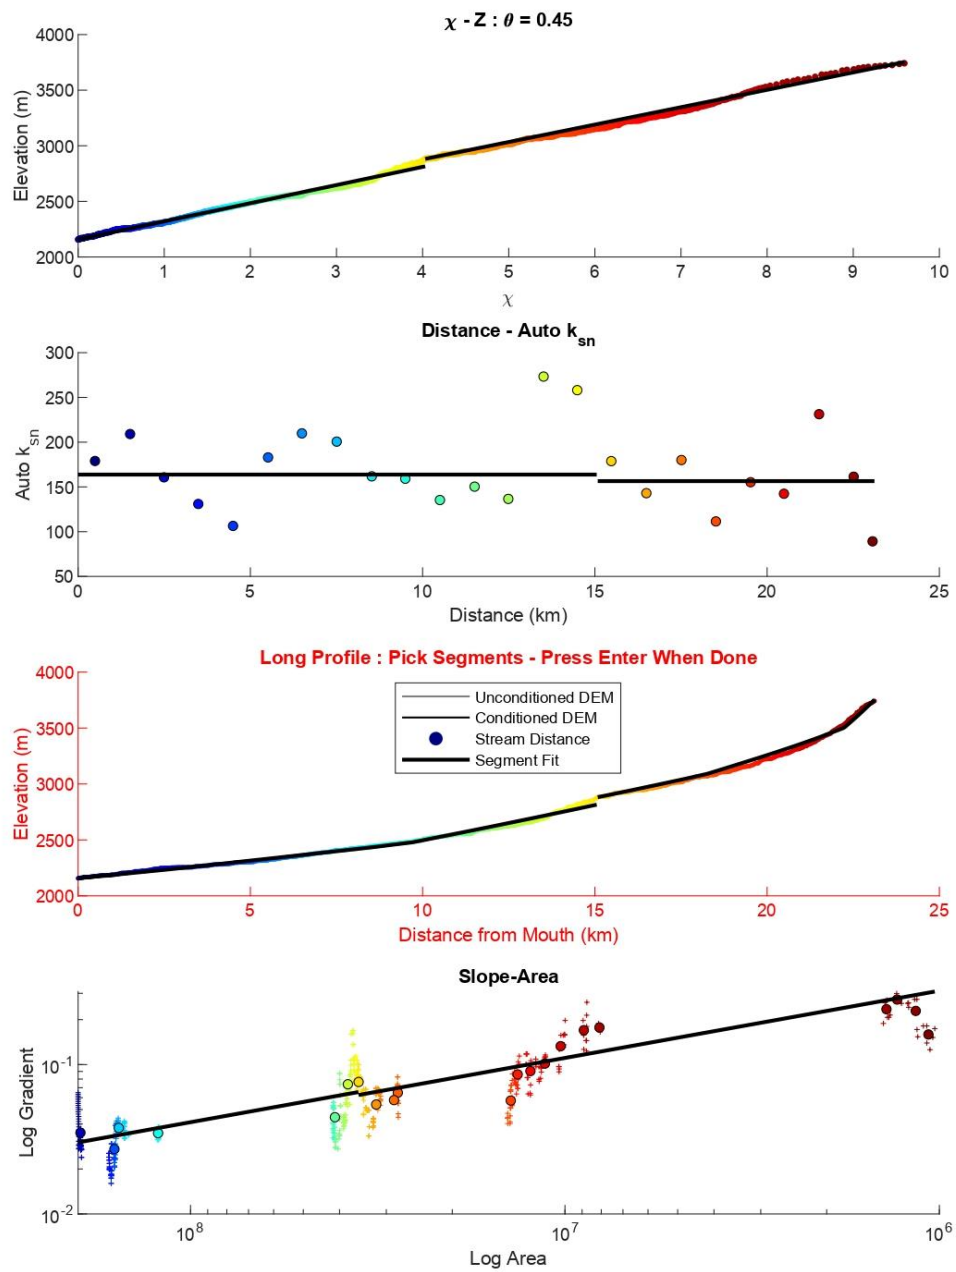 χ - Z : θ = 0.45
Elevation (m)
4000
3500
3000
2500
2000
0 1 2 3 4 5 6 7 8 9 10
χ
Distance - Auto ksn
Auto ksn
300
250
200
150
100
50
0 5 10 15 20 25
Distance (km)
Long Profile : Pick Segments - Press Enter When Done
Elevation (m)
4000
3500
3000
2500
2000
Unconditioned DEM
Conditioned DEM
Stream Distance
Segment Fit
0 5 10 15 20 25
Distance from Mouth (km)
Slope-Area
Log Gradient
10-1
10-2
108 107 106
Log Area